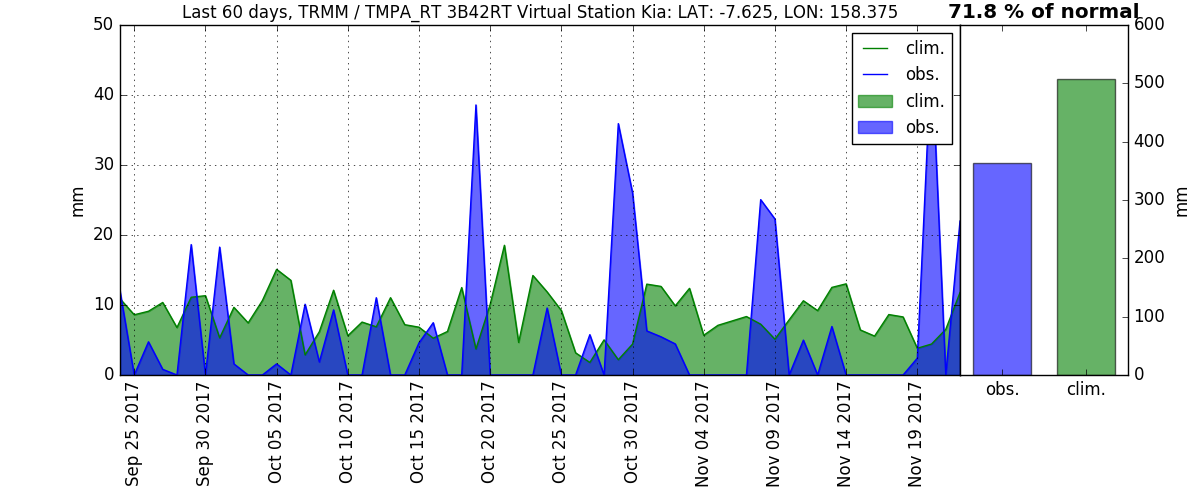 Last 60 days, TRMM / TMPA_RT 3B42RT Virtual Station Kia: LAT: -7.625, LON: 158.375
71.8 % of normal
50
40
30
20
10
0
mm
clim.
obs.
clim.
obs.
600
500
400
300
200
100
0
mm
obs.
clim.
Sep 25 2017
Sep 30 2017
Oct 05 2017
Oct 10 2017
Oct 15 2017
Oct 20 2017
Oct 25 2017
Oct 30 2017
Nov 04 2017
Nov 09 2017
Nov 14 2017
Nov 19 2017